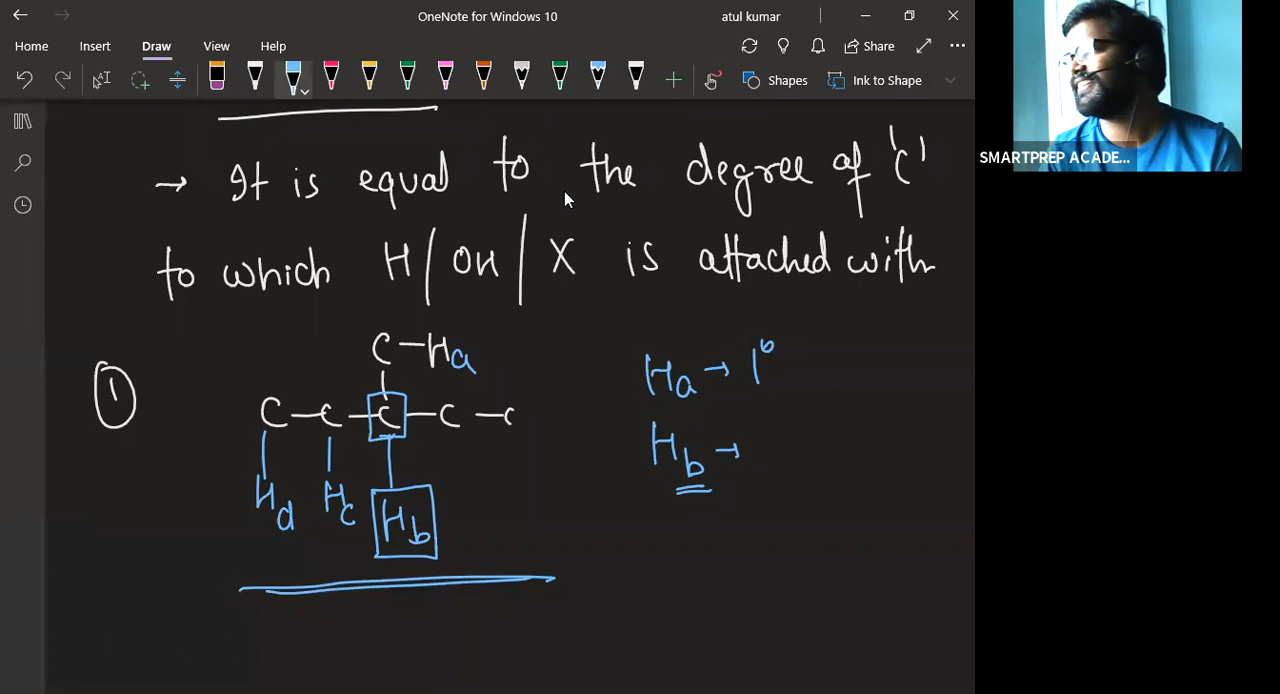 OneNote for Windows 10
atul kumar
Home Insert Draw View Help
Share
Shapes
Ink to Shape
SMARTPREP ACADE...
→ It is equal to the degree of 'C'
to which H/OH/X is attached with
① C—Ha
C—C—C—C—C
Hd Hc Hb
Ha → 1°
Hb →